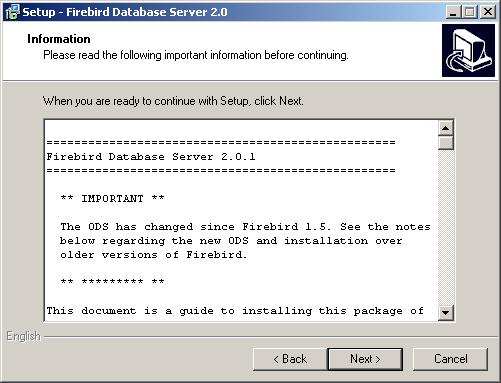 Setup - Firebird Database Server 2.0
Information
Please read the following important information before continuing.
When you are ready to continue with Setup, click Next.
==================================================
Firebird Database Server 2.0.1
==================================================
** IMPORTANT **
The ODS has changed since Firebird 1.5. See the notes
below regarding the new ODS and installation over
older versions of Firebird.
** ********* **
This document is a guide to installing this package of
English
< Back
Next >
Cancel